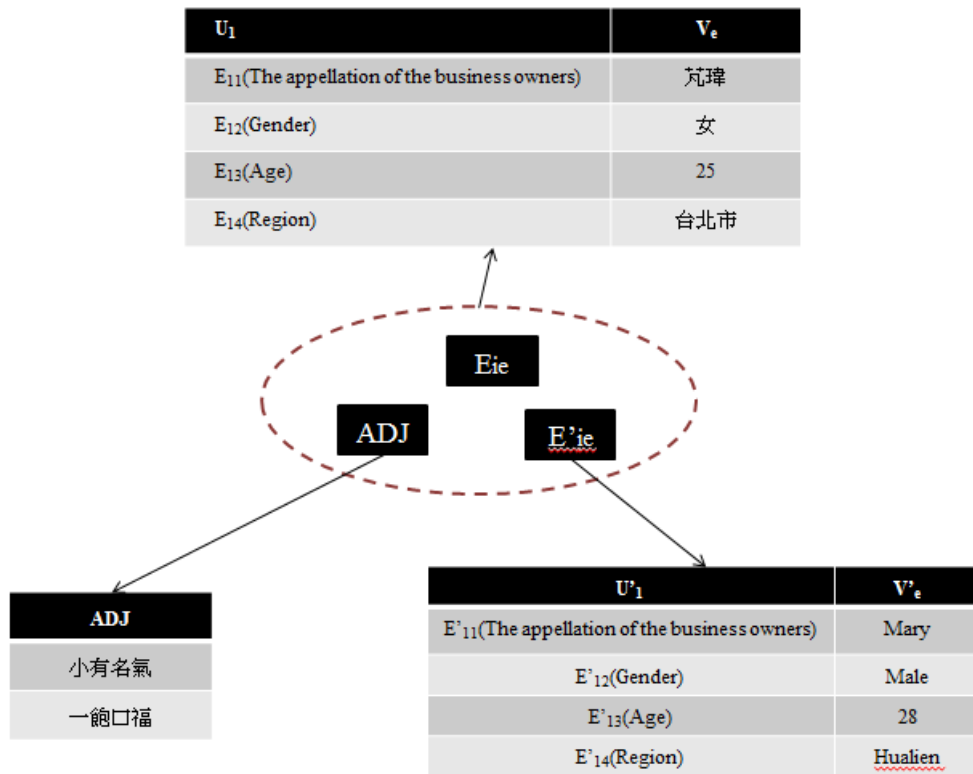 U1 Ve
E11(The appellation of the business owners) 芃瑋
E12(Gender) 女
E13(Age) 25
E14(Region) 台北市
Eie
ADJ E’ie
ADJ
小有名氣
一飽口福
U’1 V’e
E’11(The appellation of the business owners) Mary
E’12(Gender) Male
E’13(Age) 28
E’14(Region) Hualien